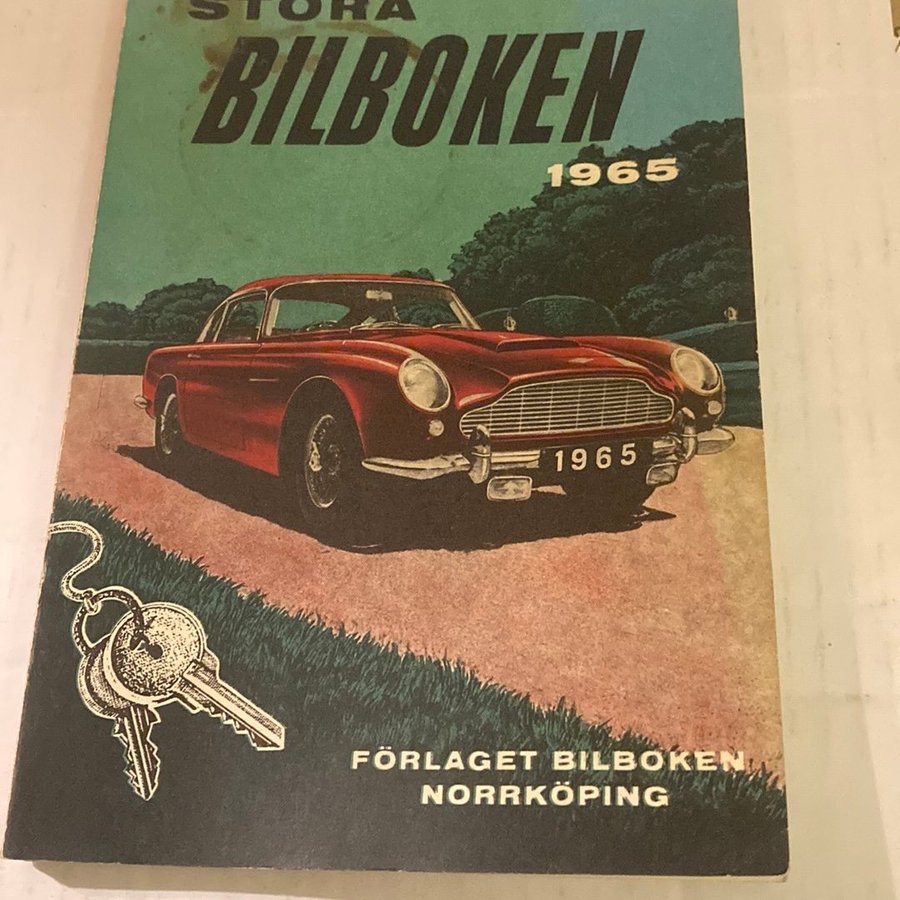 STORA
BILBOKEN
1965
1965
FÖRLAGET BILBOKEN
NORRKÖPING